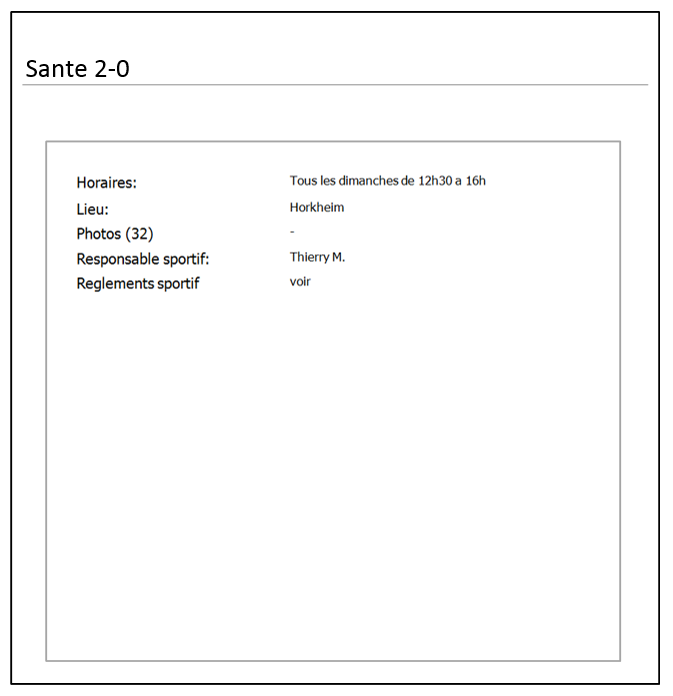 Sante 2-0
Horaires: Tous les dimanches de 12h30 a 16h
Lieu: Horkheim
Photos (32) -
Responsable sportif: Thierry M.
Reglements sportif voir